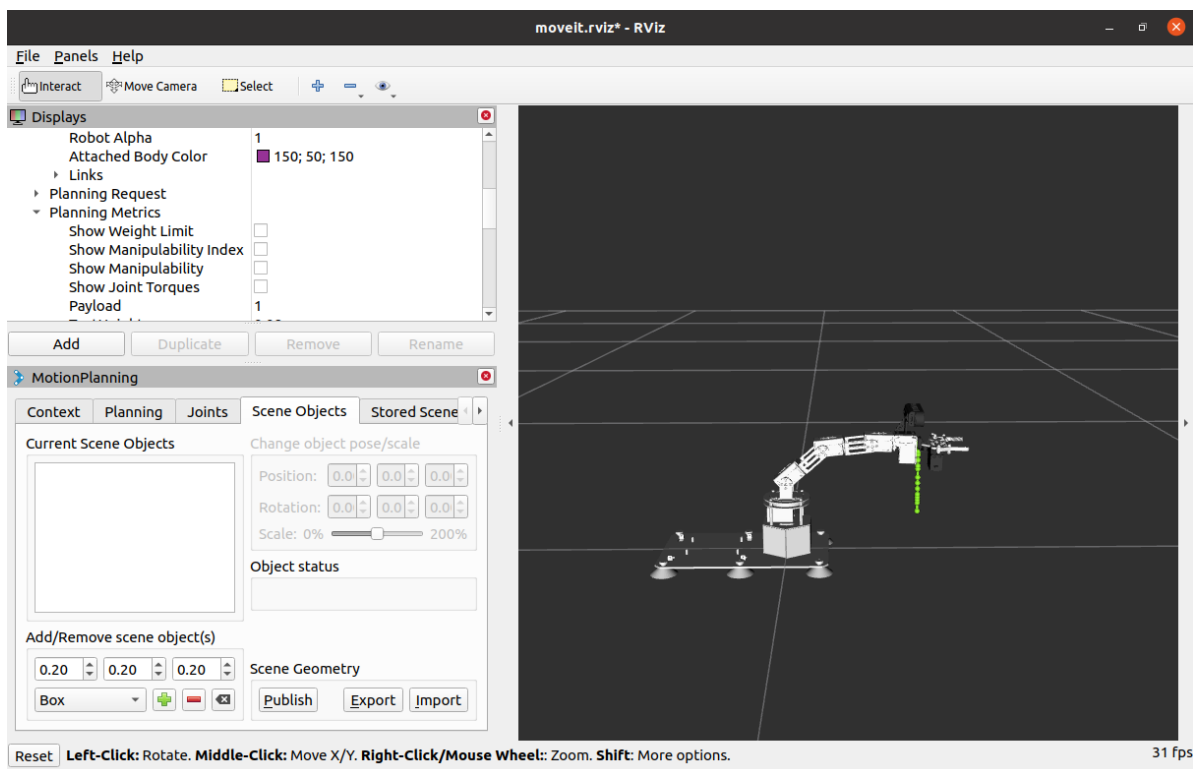 moveit.rviz* - RViz
File Panels Help
Interact Move Camera Select
Displays
Robot Alpha 1
Attached Body Color 150; 50; 150
Links
Planning Request
Planning Metrics
Show Weight Limit
Show Manipulability Index
Show Manipulability
Show Joint Torques
Payload 1
Add Duplicate Remove Rename
MotionPlanning
Context Planning Joints Scene Objects Stored Scene
Current Scene Objects
Change object pose/scale
Position: 0.0 0.0 0.0
Rotation: 0.0 0.0 0.0
Scale: 0% 200%
Object status
Add/Remove scene object(s)
0.20 0.20 0.20
Box
Scene Geometry
Publish Export Import
Reset Left-Click: Rotate. Middle-Click: Move X/Y. Right-Click/Mouse Wheel:: Zoom. Shift: More options.
31 fps